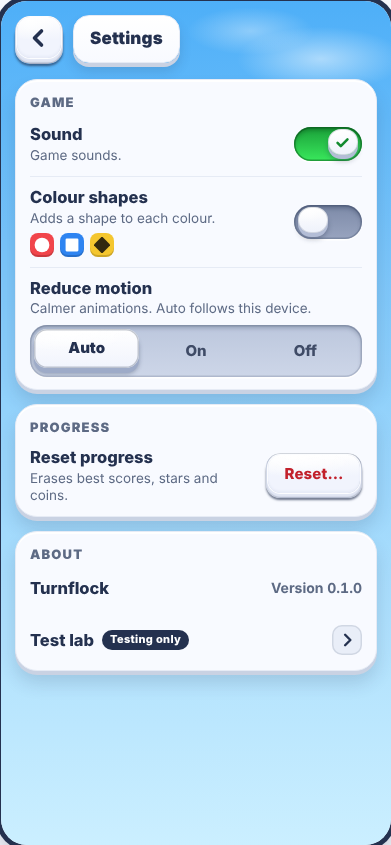 Settings
GAME
Sound
Game sounds.
Colour shapes
Adds a shape to each colour.
Reduce motion
Calmer animations. Auto follows this device.
Auto On Off
PROGRESS
Reset progress
Erases best scores, stars and
coins.
Reset...
ABOUT
Turnflock Version 0.1.0
Test lab Testing only